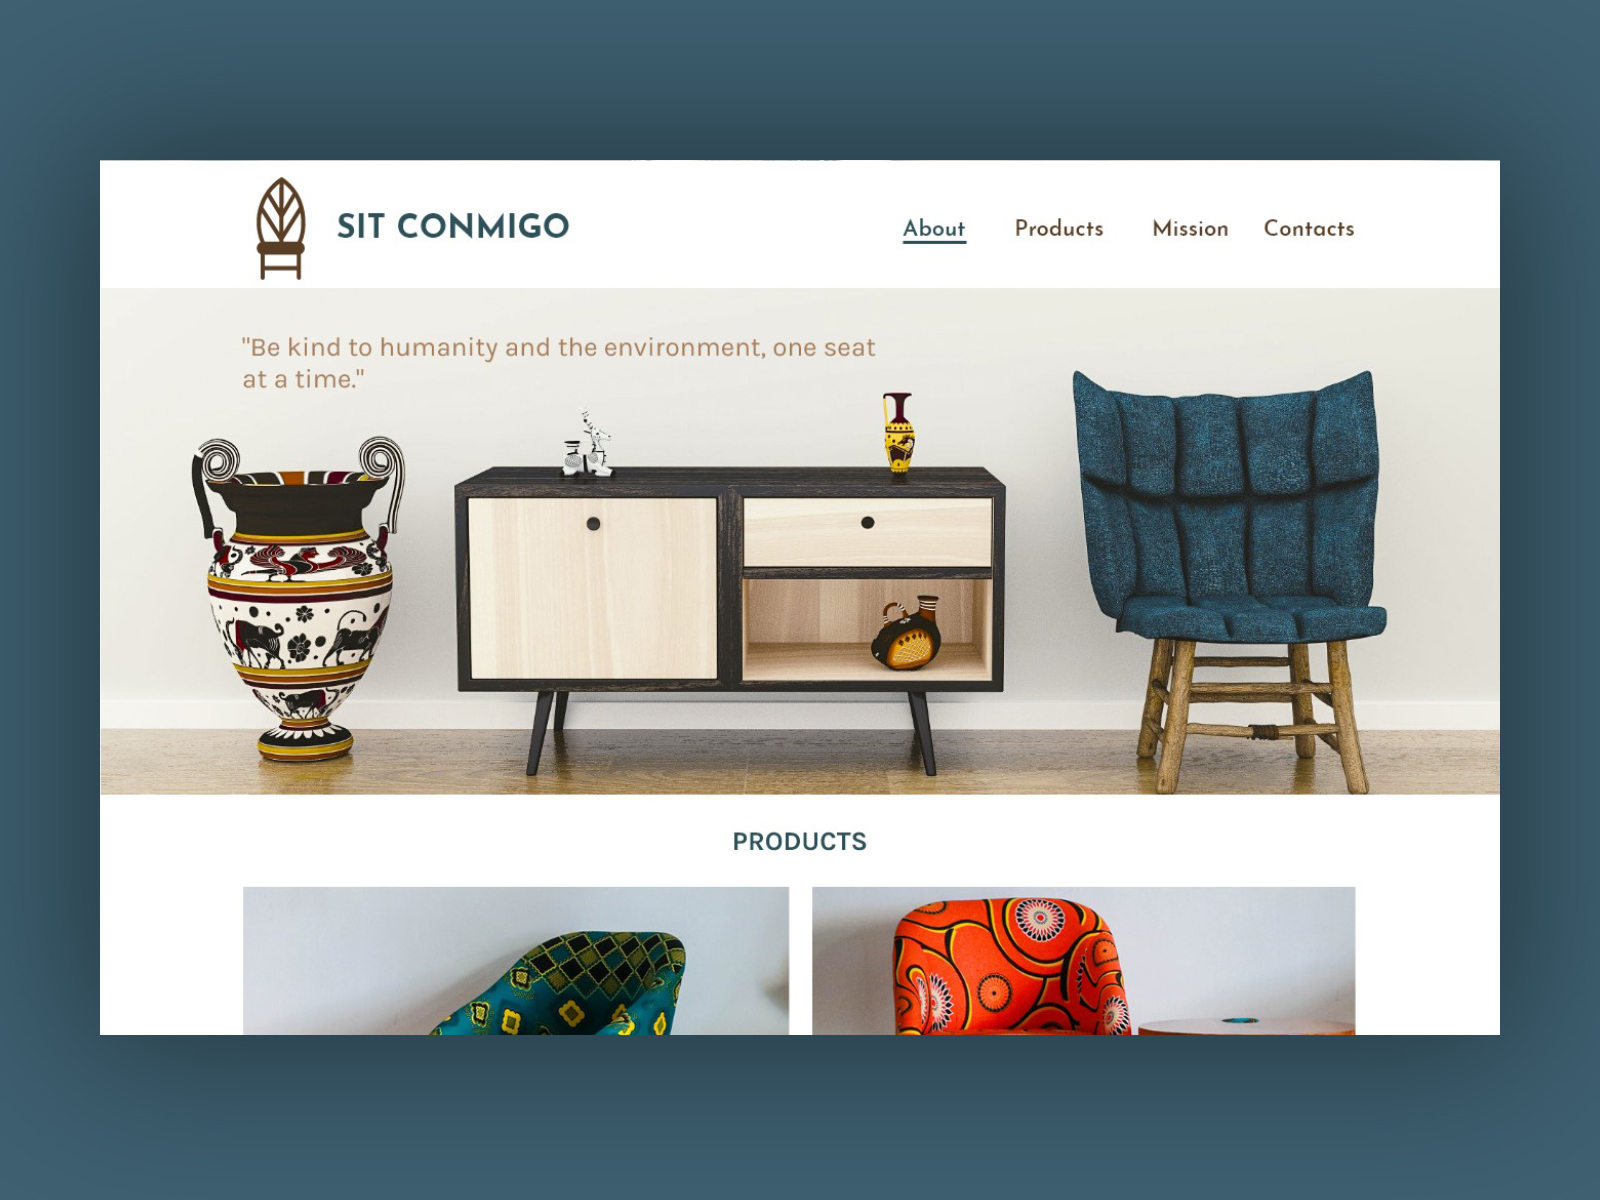 SIT CONMIGO
About Products Mission Contacts
"Be kind to humanity and the environment, one seat
at a time."
PRODUCTS